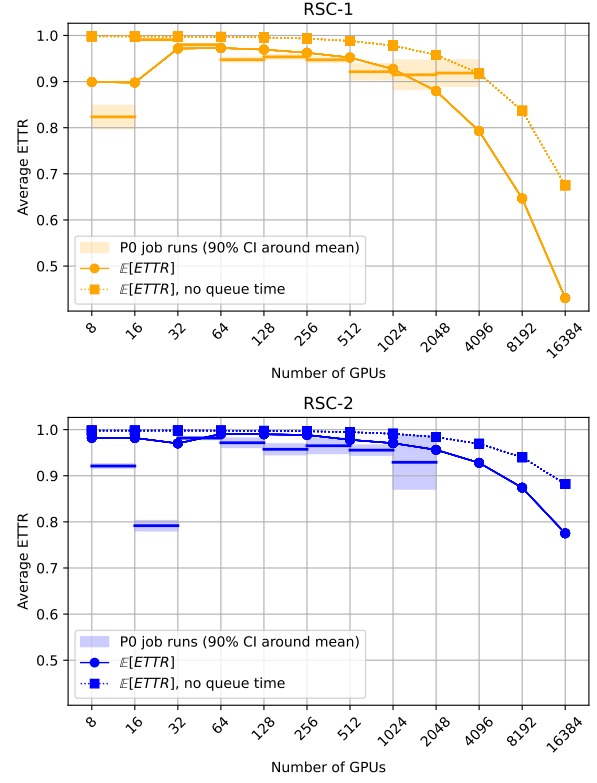 RSC-1
Average ETTR
1.0
0.9
0.8
0.7
0.6
0.5
P0 job runs (90% CI around mean)
𝔼[ETTR]
𝔼[ETTR], no queue time
8 16 32 64 128 256 512 1024 2048 4096 8192 16384
Number of GPUs
RSC-2
Average ETTR
1.0
0.9
0.8
0.7
0.6
0.5
P0 job runs (90% CI around mean)
𝔼[ETTR]
𝔼[ETTR], no queue time
8 16 32 64 128 256 512 1024 2048 4096 8192 16384
Number of GPUs